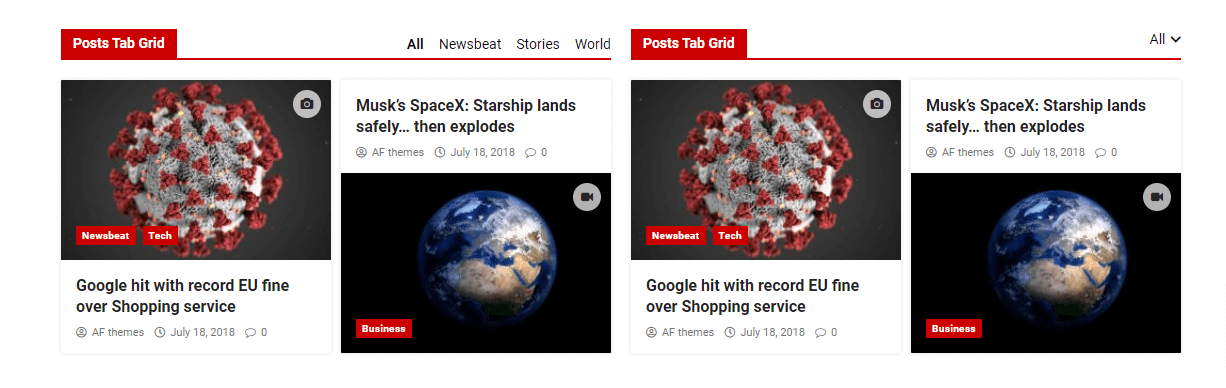 Posts Tab Grid
All Newsbeat Stories World
Newsbeat Tech
Google hit with record EU fine
over Shopping service
AF themes July 18, 2018 0
Musk’s SpaceX: Starship lands
safely… then explodes
AF themes July 18, 2018 0
Business
Posts Tab Grid
All
Newsbeat Tech
Google hit with record EU fine
over Shopping service
AF themes July 18, 2018 0
Musk’s SpaceX: Starship lands
safely… then explodes
AF themes July 18, 2018 0
Business